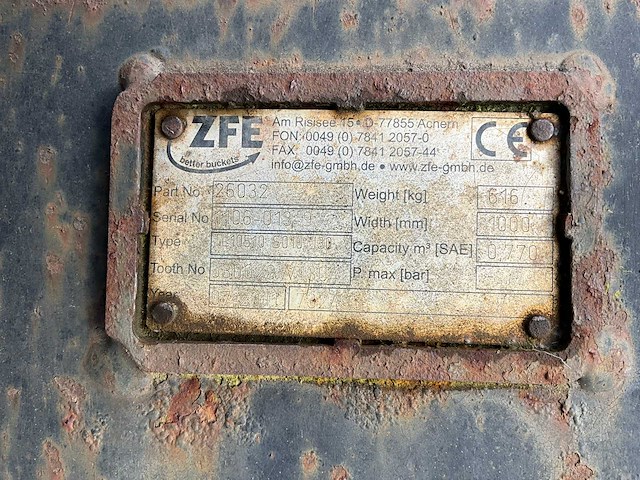 ZFE
better buckets
Am Risisee 15 • D-77855 Achern
FON: 0049 (0) 7841 2057-0
FAX: 0049 (0) 7841 2057-44
info@zfe-gmbh.de • www.zfe-gmbh.de
CE
Part No. 26032 Weight [kg] 616
Serial No Width [mm] 1000
Type Capacity m³ [SAE] 0.770
Tooth No P. max [bar]